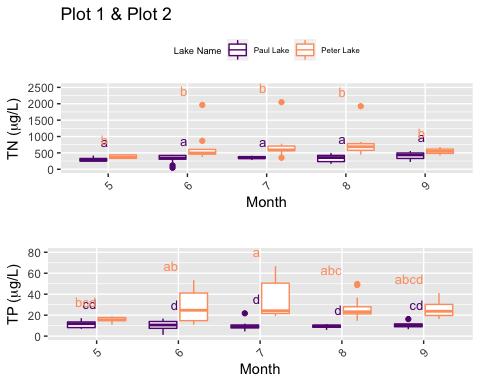 Plot 1 & Plot 2
Lake Name Paul Lake Peter Lake
TN (µg/L)
2500
2000
1500
1000
500
0
b a b a b a b a b a
5 6 7 8 9
Month
TP (µg/L)
80
60
40
20
0
bcd cd ab d a d abc d abcd cd
5 6 7 8 9
Month